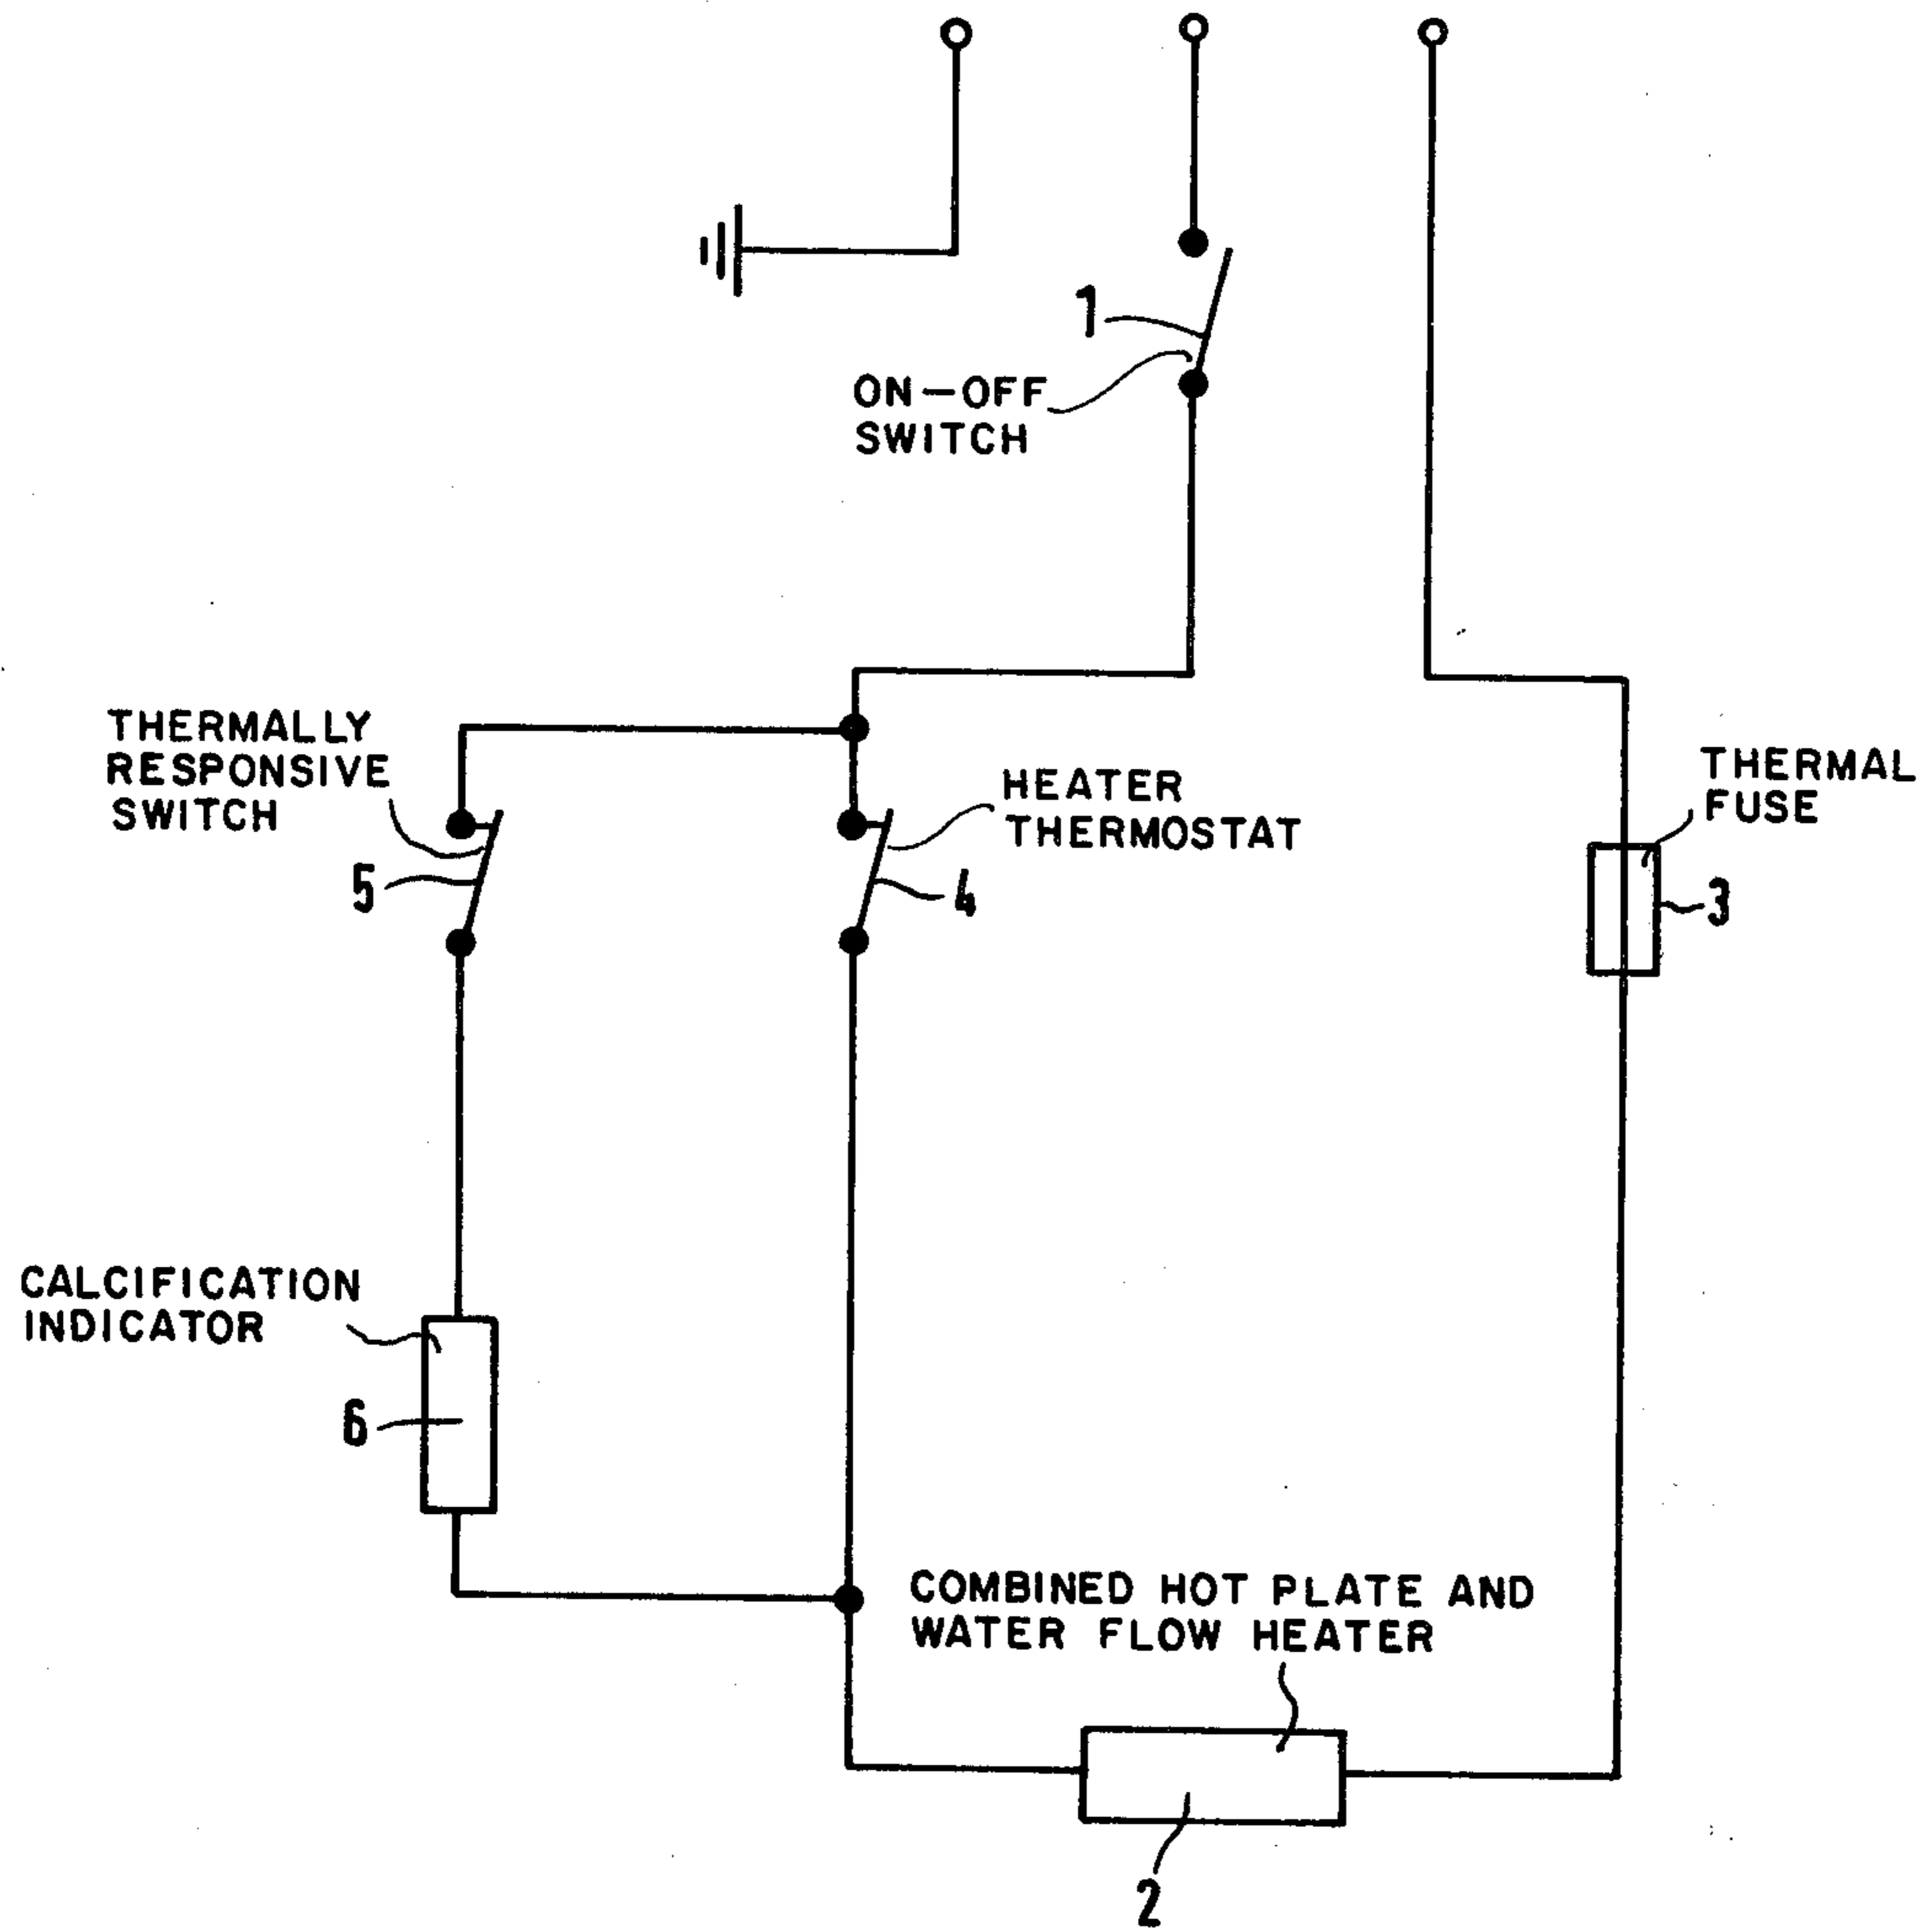 1
ON-OFF
SWITCH
THERMALLY
RESPONSIVE
SWITCH
5
HEATER
THERMOSTAT
4
THERMAL
FUSE
3
CALCIFICATION
INDICATOR
6
COMBINED HOT PLATE AND
WATER FLOW HEATER
2